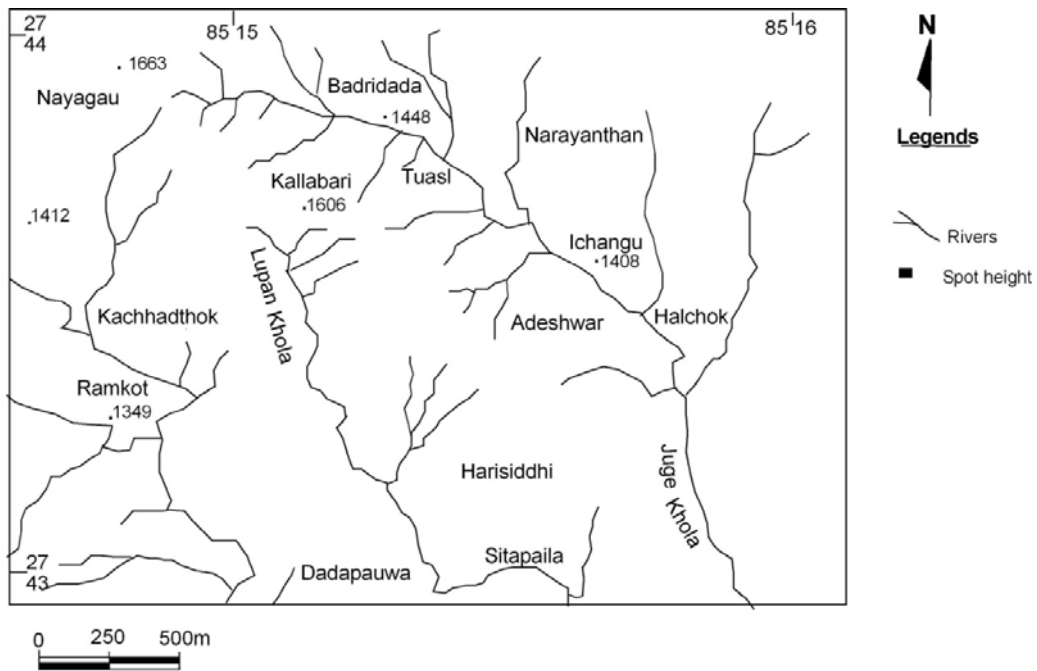 27
44
85 15
85 16
N
1663
Nayagau
Badridada
1448
Narayanthan
Legends
Kallabari
Tuasl
1606
1412
Ichangu
1408
Rivers
Spot height
Lupan Khola
Kachhadthok
Adeshwar
Halchok
Ramkot
1349
Harisiddhi
Juge Khola
Sitapaila
27
43
Dadapauwa
0 250 500m